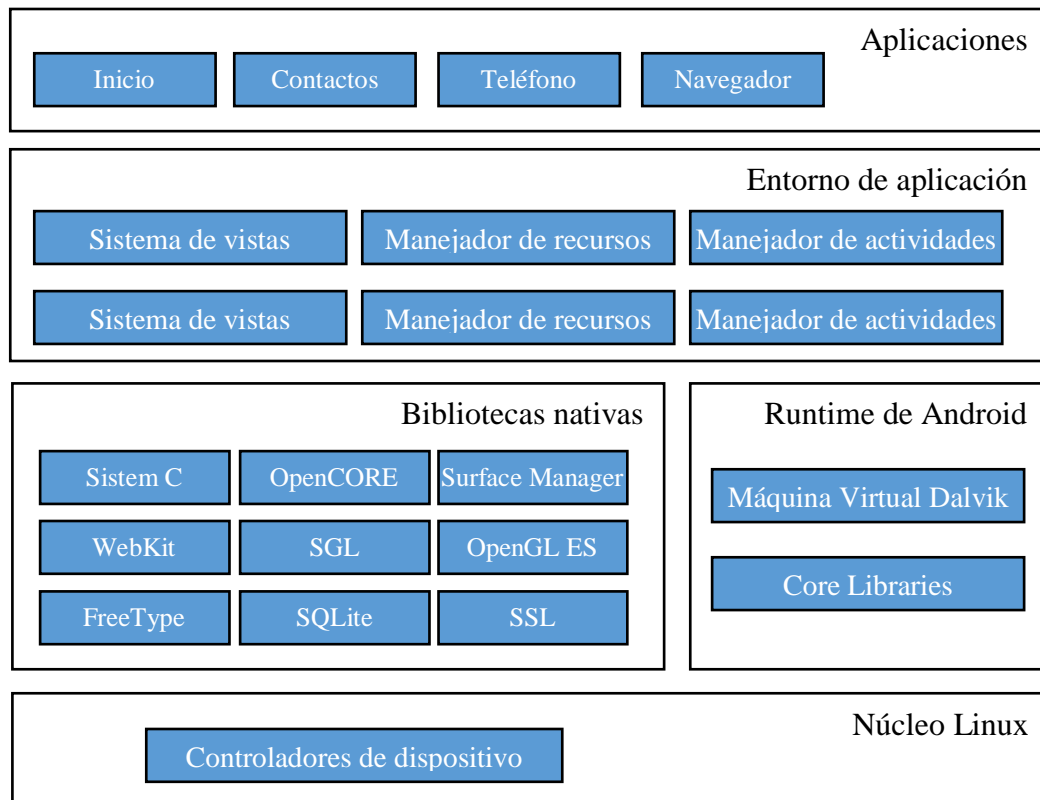 Aplicaciones
Inicio
Contactos
Teléfono
Navegador
Entorno de aplicación
Sistema de vistas
Manejador de recursos
Manejador de actividades
Sistema de vistas
Manejador de recursos
Manejador de actividades
Bibliotecas nativas
Sistem C
OpenCORE
Surface Manager
WebKit
SGL
OpenGL ES
FreeType
SQLite
SSL
Runtime de Android
Máquina Virtual Dalvik
Core Libraries
Núcleo Linux
Controladores de dispositivo